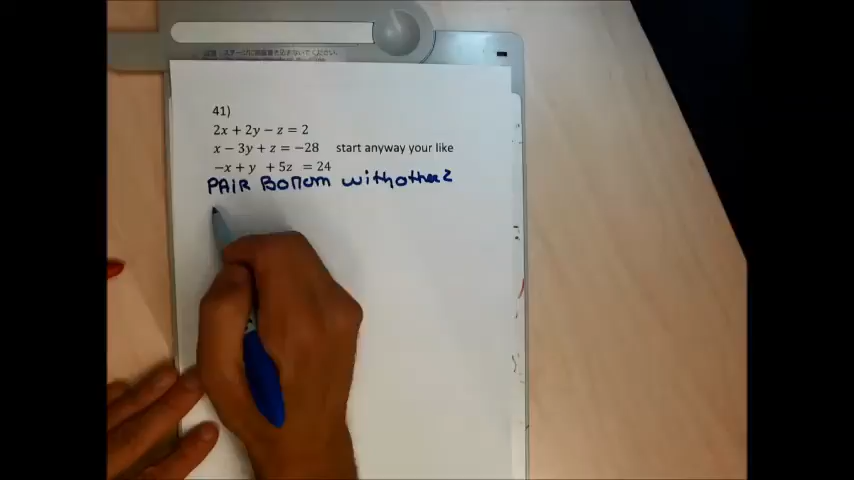 41)
2x + 2y − z = 2
x − 3y + z = −28 start anyway your like
−x + y + 5z = 24
PAIR BOTTOM with other 2